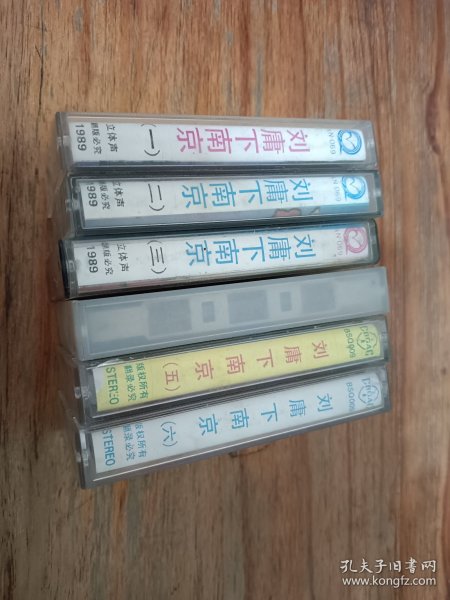 刘庸下南京
(一)
立体声
翻版必究
1989
刘庸下南京
(二)
立体声
翻版必究
1989
刘庸下南京
(三)
立体声
翻版必究
1989
刘庸下南京
(五)
版权所有
翻录必究
STEREO
刘庸下南京
(六)
版权所有
翻录必究
STEREO
孔夫子旧书网
www.kongfz.com